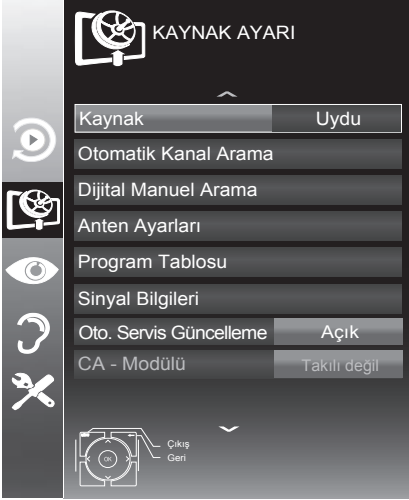 KAYNAK AYARI
Kaynak Uydu
Otomatik Kanal Arama
Dijital Manuel Arama
Anten Ayarları
Program Tablosu
Sinyal Bilgileri
Oto. Servis Güncelleme Açık
CA - Modülü Takılı değil
Çıkış
Geri
OK